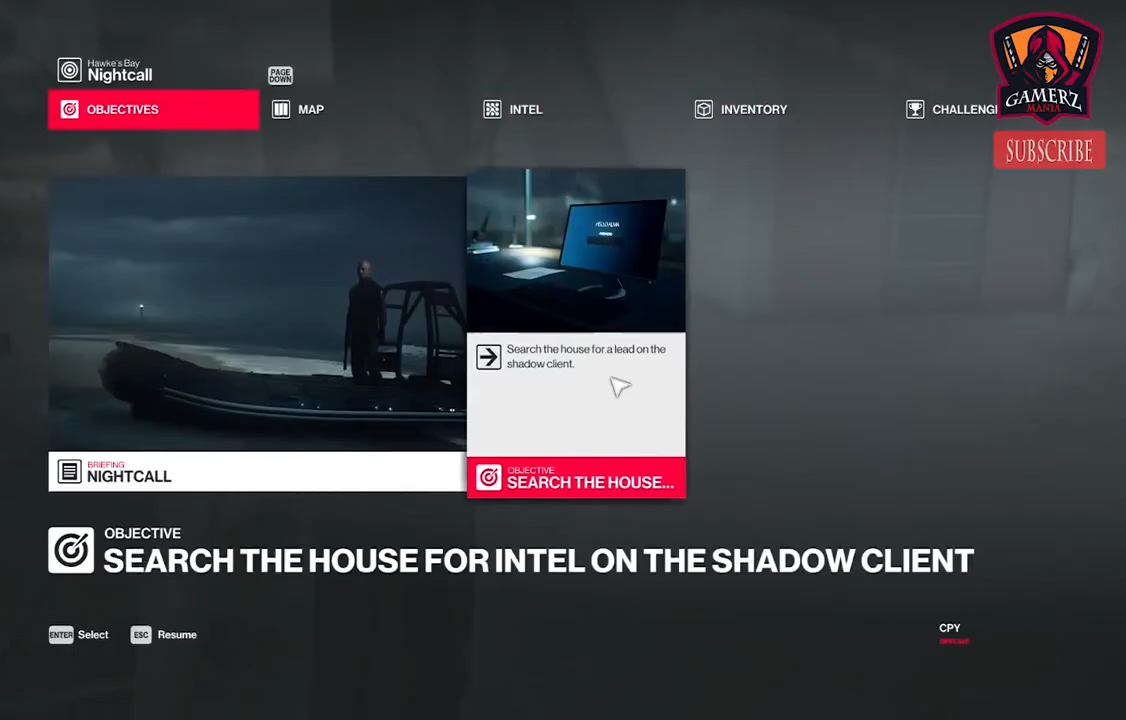 Hawke's Bay
Nightcall
PAGE DOWN
OBJECTIVES
MAP
INTEL
INVENTORY
CHALLENG
GAMERZ
MANIA
SUBSCRIBE
Search the house for a lead on the
shadow client.
BRIEFING
NIGHTCALL
OBJECTIVE
SEARCH THE HOUSE...
OBJECTIVE
SEARCH THE HOUSE FOR INTEL ON THE SHADOW CLIENT
ENTER Select
ESC Resume
CPY